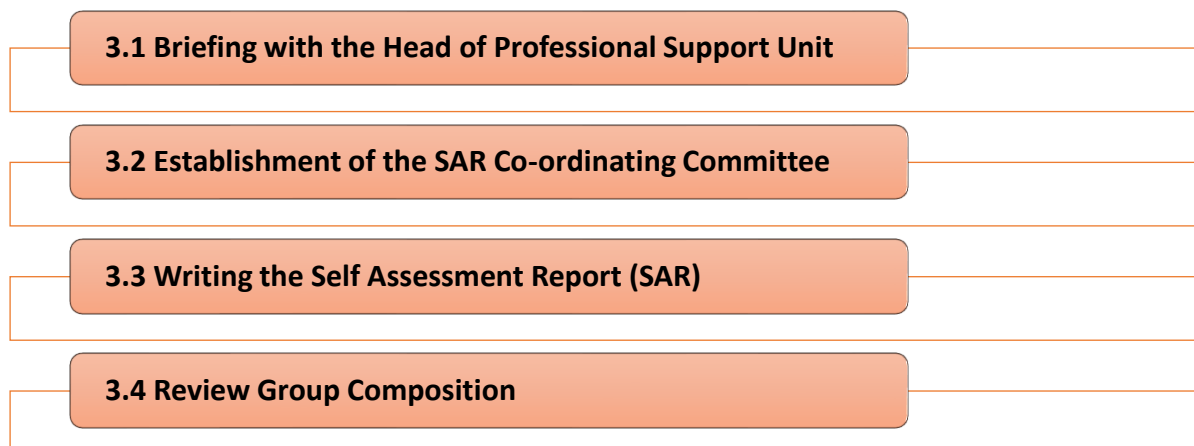 3.1 Briefing with the Head of Professional Support Unit
3.2 Establishment of the SAR Co-ordinating Committee
3.3 Writing the Self Assessment Report (SAR)
3.4 Review Group Composition